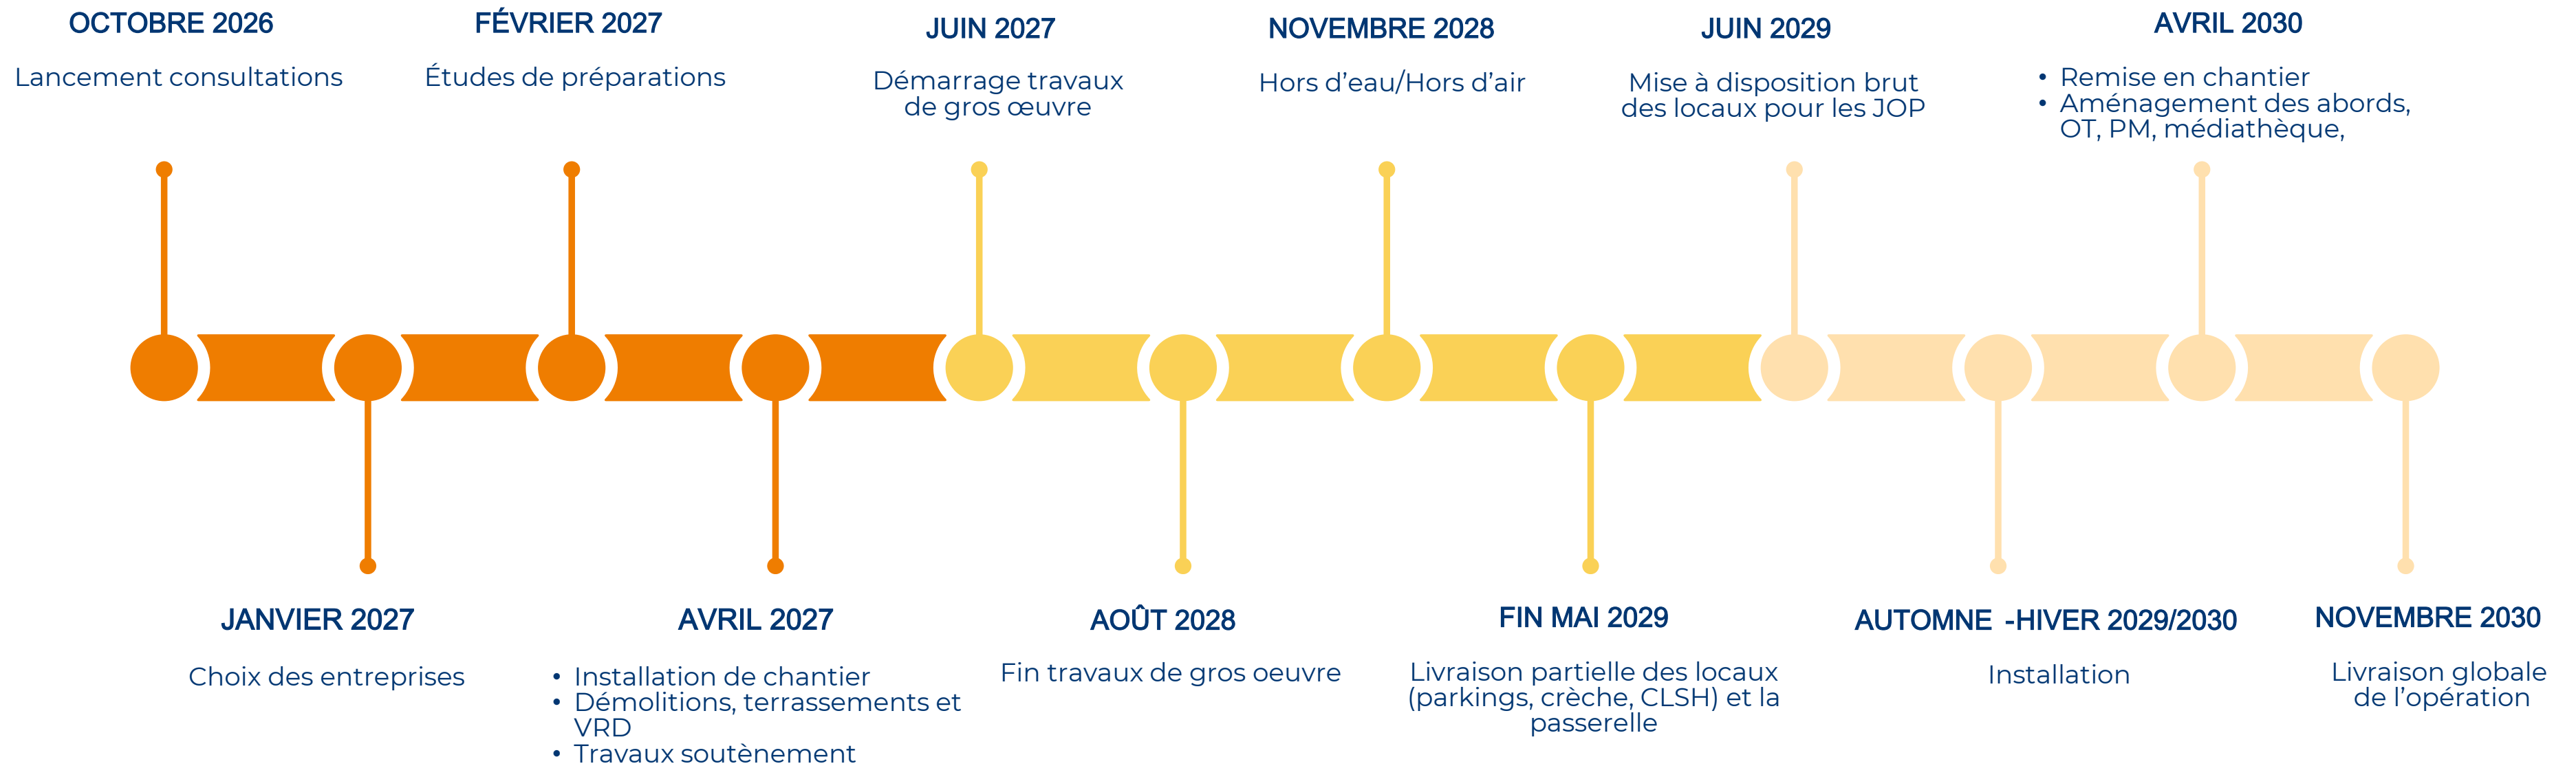 OCTOBRE 2026
Lancement consultations
FÉVRIER 2027
Études de préparations
JUIN 2027
Démarrage travaux
de gros œuvre
NOVEMBRE 2028
Hors d’eau/Hors d’air
JUIN 2029
Mise à disposition brut
des locaux pour les JOP
AVRIL 2030
• Remise en chantier
• Aménagement des abords,
OT, PM, médiathèque,
JANVIER 2027
Choix des entreprises
AVRIL 2027
• Installation de chantier
• Démolitions, terrassements et
VRD
• Travaux soutènement
AOÛT 2028
Fin travaux de gros oeuvre
FIN MAI 2029
Livraison partielle des locaux
(parkings, crèche, CLSH) et la
passerelle
AUTOMNE -HIVER 2029/2030
Installation
NOVEMBRE 2030
Livraison globale
de l’opération